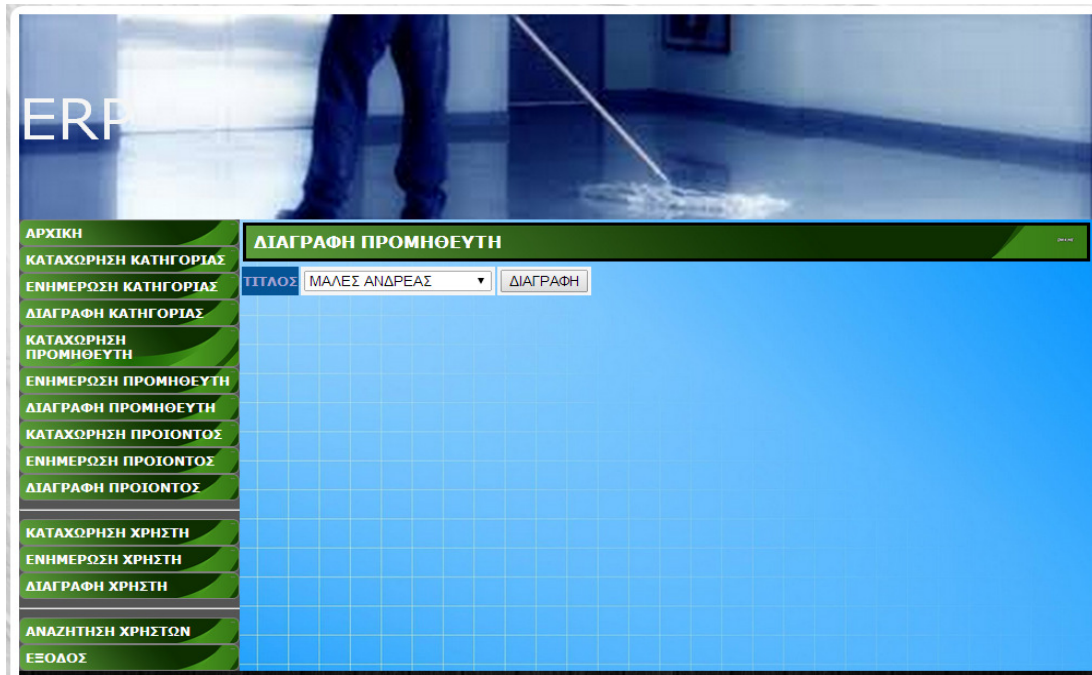 ERP
ΑΡΧΙΚΗ
ΚΑΤΑΧΩΡΗΣΗ ΚΑΤΗΓΟΡΙΑΣ
ΕΝΗΜΕΡΩΣΗ ΚΑΤΗΓΟΡΙΑΣ
ΔΙΑΓΡΑΦΗ ΚΑΤΗΓΟΡΙΑΣ
ΚΑΤΑΧΩΡΗΣΗ
ΠΡΟΜΗΘΕΥΤΗ
ΕΝΗΜΕΡΩΣΗ ΠΡΟΜΗΘΕΥΤΗ
ΔΙΑΓΡΑΦΗ ΠΡΟΜΗΘΕΥΤΗ
ΚΑΤΑΧΩΡΗΣΗ ΠΡΟΙΟΝΤΟΣ
ΕΝΗΜΕΡΩΣΗ ΠΡΟΙΟΝΤΟΣ
ΔΙΑΓΡΑΦΗ ΠΡΟΙΟΝΤΟΣ
ΚΑΤΑΧΩΡΗΣΗ ΧΡΗΣΤΗ
ΕΝΗΜΕΡΩΣΗ ΧΡΗΣΤΗ
ΔΙΑΓΡΑΦΗ ΧΡΗΣΤΗ
ΑΝΑΖΗΤΗΣΗ ΧΡΗΣΤΩΝ
ΕΞΟΔΟΣ
ΔΙΑΓΡΑΦΗ ΠΡΟΜΗΘΕΥΤΗ
ΤΙΤΛΟΣ ΜΑΛΕΣ ΑΝΔΡΕΑΣ ΔΙΑΓΡΑΦΗ